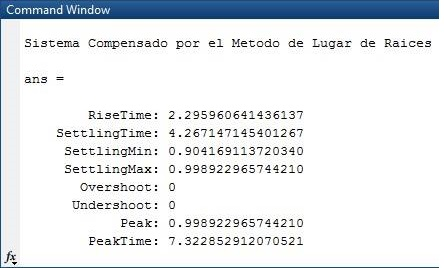 Command Window
Sistema Compensado por el Metodo de Lugar de Raices
ans =
RiseTime: 2.295960641436137
SettlingTime: 4.267147145401267
SettlingMin: 0.904169113720340
SettlingMax: 0.998922965744210
Overshoot: 0
Undershoot: 0
Peak: 0.998922965744210
PeakTime: 7.322852912070521
fx